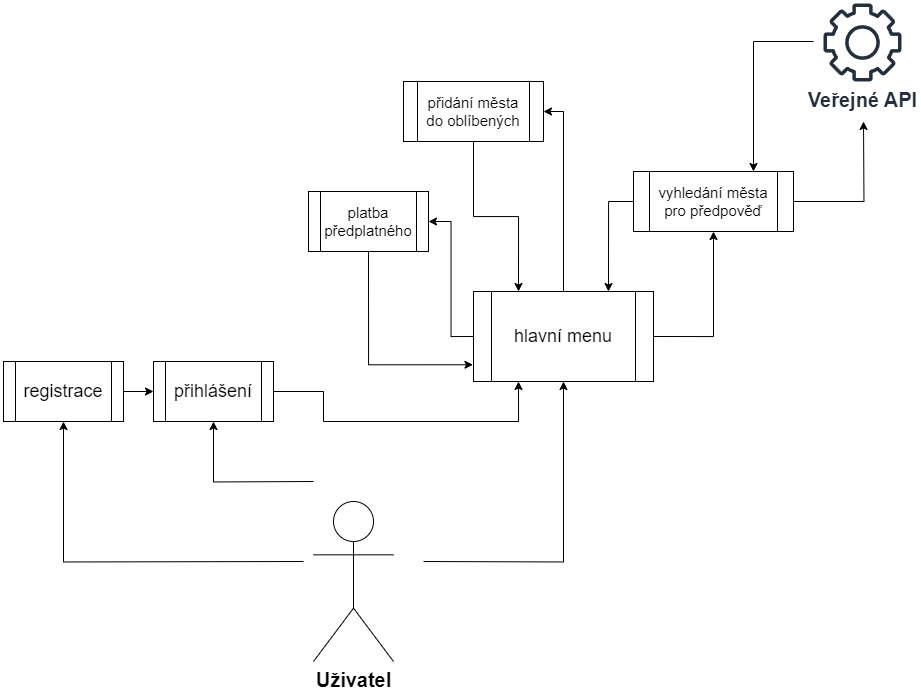 Veřejné API
přidání města
do oblíbených
vyhledání města
pro předpověď
platba
předplatného
hlavní menu
registrace
přihlášení
Uživatel